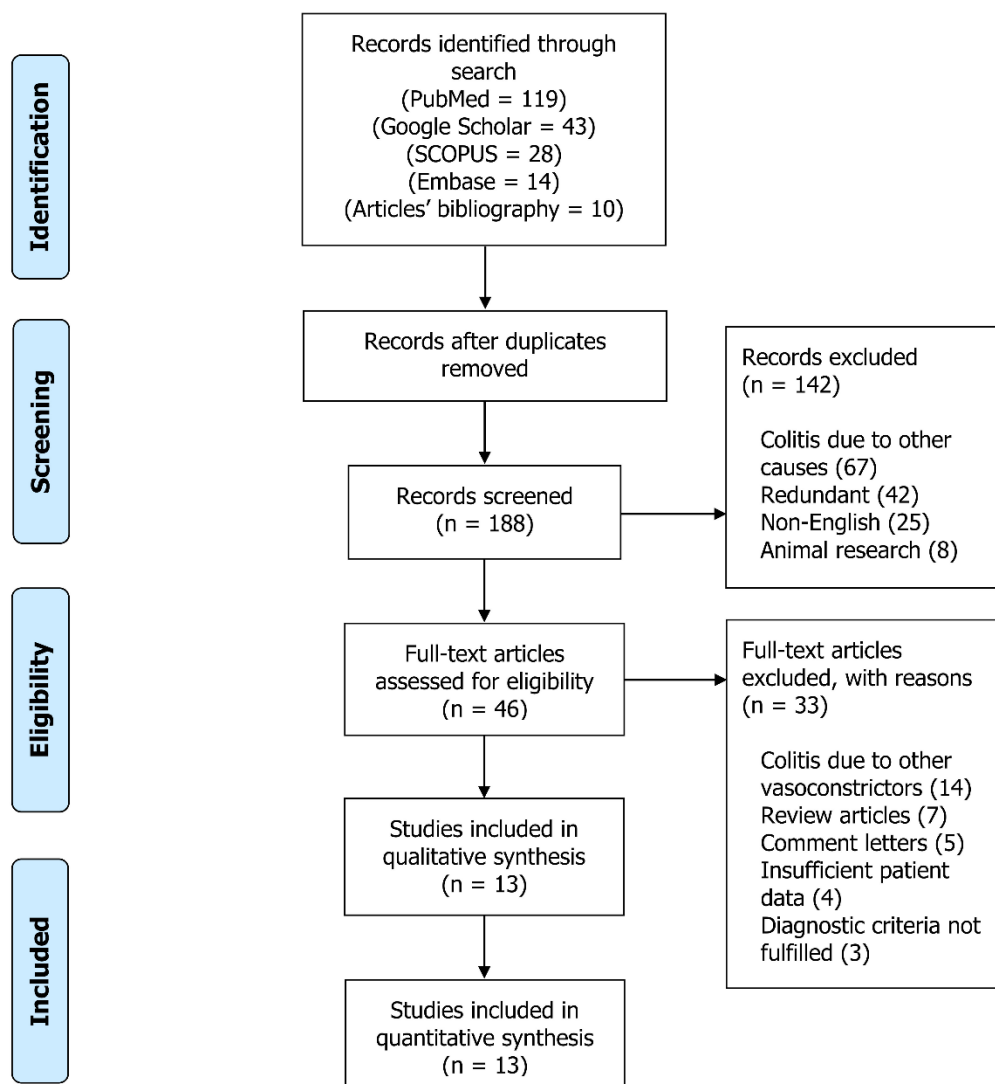 Identification
Records identified through
search
(PubMed = 119)
(Google Scholar = 43)
(SCOPUS = 28)
(Embase = 14)
(Articles’ bibliography = 10)
Screening
Records after duplicates
removed
Records screened
(n = 188)
Records excluded
(n = 142)
Colitis due to other
causes (67)
Redundant (42)
Non-English (25)
Animal research (8)
Eligibility
Full-text articles
assessed for eligibility
(n = 46)
Full-text articles
excluded, with reasons
(n = 33)
Colitis due to other
vasoconstrictors (14)
Review articles (7)
Comment letters (5)
Insufficient patient
data (4)
Diagnostic criteria not
fulfilled (3)
Studies included in
qualitative synthesis
(n = 13)
Included
Studies included in
quantitative synthesis
(n = 13)